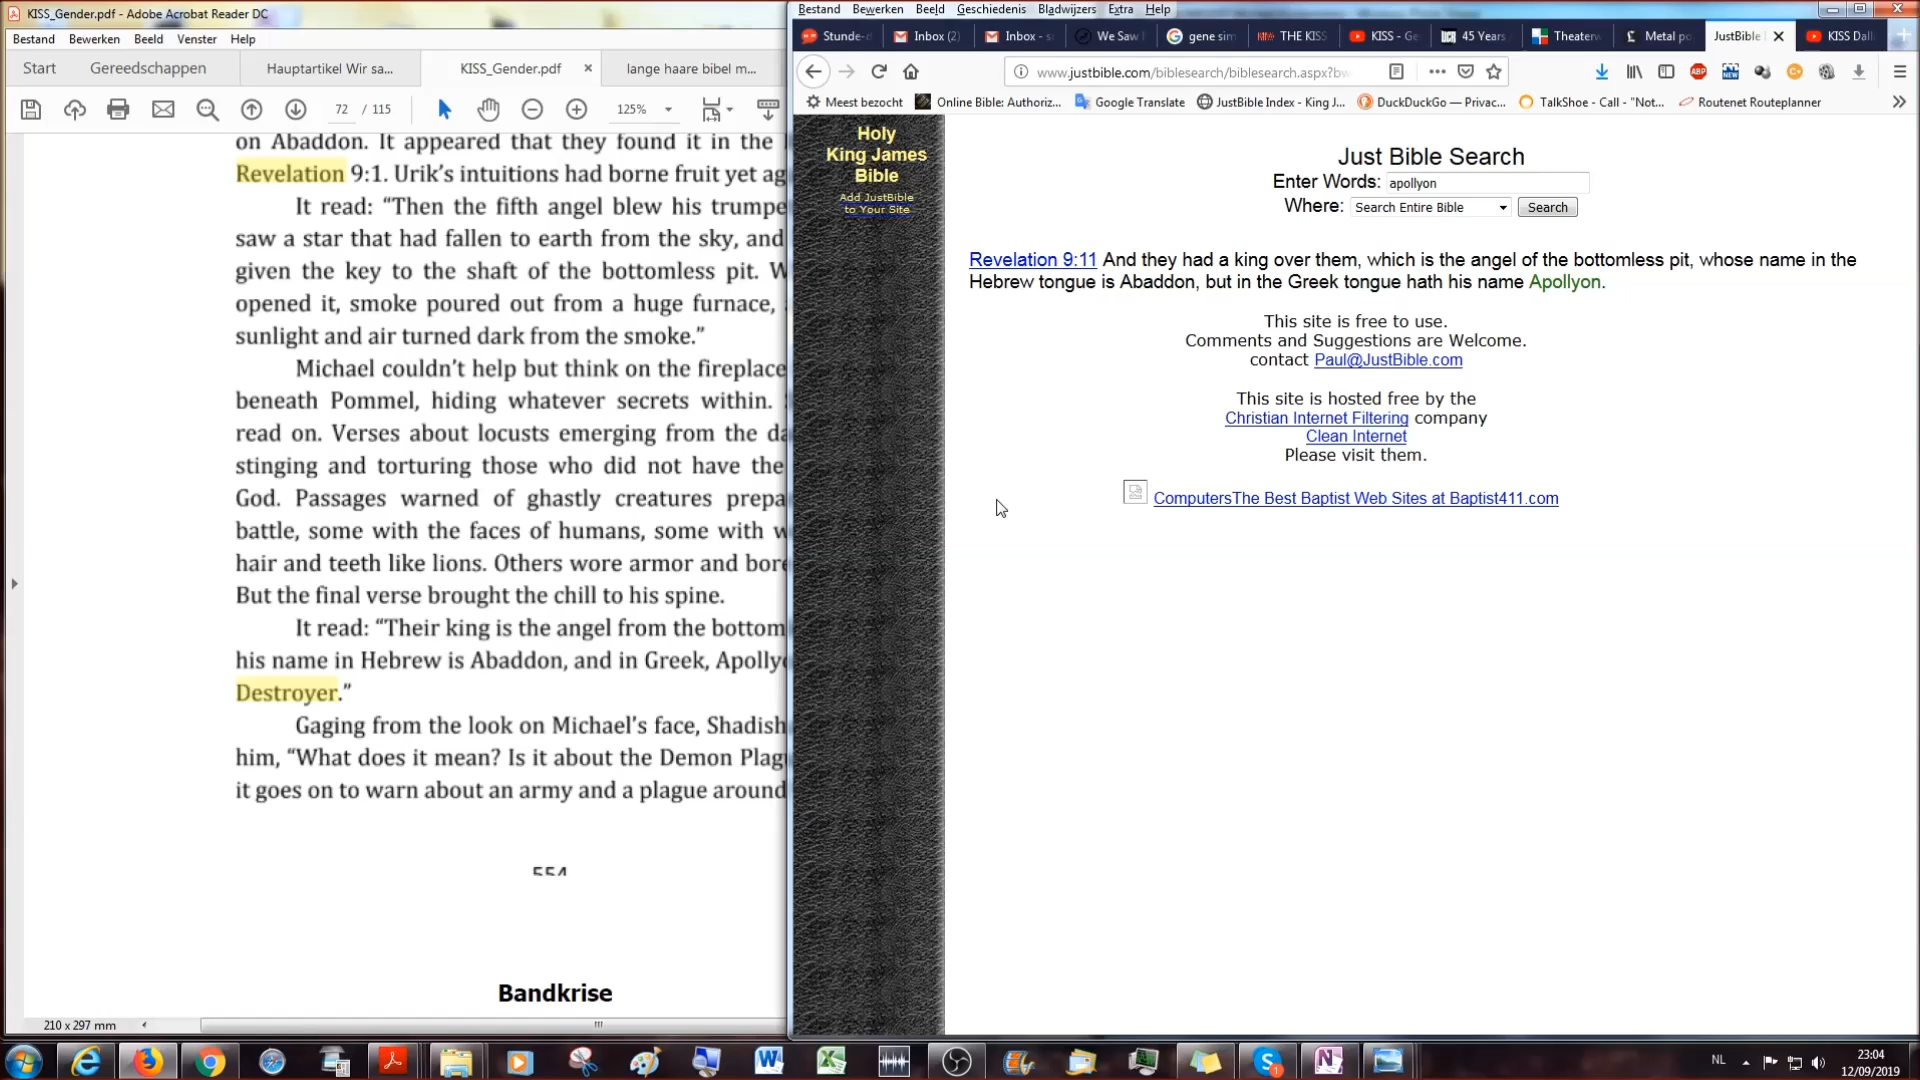 KISS_Gender.pdf - Adobe Acrobat Reader DC
Bestand Bewerken Beeld Venster Help
Start Gereedschappen Hauptartikel Wir sa... KISS_Gender.pdf × lange haare bibel m...
72 / 115 125%
on Abaddon. It appeared that they found it in the
Revelation 9:1. Urik's intuitions had borne fruit yet ag
It read: “Then the fifth angel blew his trumpe
saw a star that had fallen to earth from the sky, and
given the key to the shaft of the bottomless pit. W
opened it, smoke poured out from a huge furnace,
sunlight and air turned dark from the smoke.”
Michael couldn't help but think on the fireplace
beneath Pommel, hiding whatever secrets within.
read on. Verses about locusts emerging from the da
stinging and torturing those who did not have the
God. Passages warned of ghastly creatures prepa
battle, some with the faces of humans, some with w
hair and teeth like lions. Others wore armor and bore
But the final verse brought the chill to his spine.
It read: “Their king is the angel from the bottom
his name in Hebrew is Abaddon, and in Greek, Apolly
Destroyer.”
Gaging from the look on Michael's face, Shadish
him, “What does it mean? Is it about the Demon Plag
it goes on to warn about an army and a plague around
554
Bandkrise
210 x 297 mm
Bestand Bewerken Beeld Geschiedenis Bladwijzers Extra Help
Stunde- Inbox (2) Inbox - s We Saw gene sim THE KISS KISS - Ge 45 Years Theaterw Metal po JustBible KISS Dall
www.justbible.com/biblesearch/biblesearch.aspx?bw
Meest bezocht Online Bible: Authoriz... Google Translate JustBible Index - King J... DuckDuckGo — Privac... TalkShoe - Call - "Not... Routenet Routeplanner
Holy
King James
Bible
Add JustBible
to Your Site
Just Bible Search
Enter Words: apollyon
Where: Search Entire Bible Search
Revelation 9:11 And they had a king over them, which is the angel of the bottomless pit, whose name in the
Hebrew tongue is Abaddon, but in the Greek tongue hath his name Apollyon.
This site is free to use.
Comments and Suggestions are Welcome.
contact Paul@JustBible.com
This site is hosted free by the
Christian Internet Filtering company
Clean Internet
Please visit them.
ComputersThe Best Baptist Web Sites at Baptist411.com
NL
23:04
12/09/2019